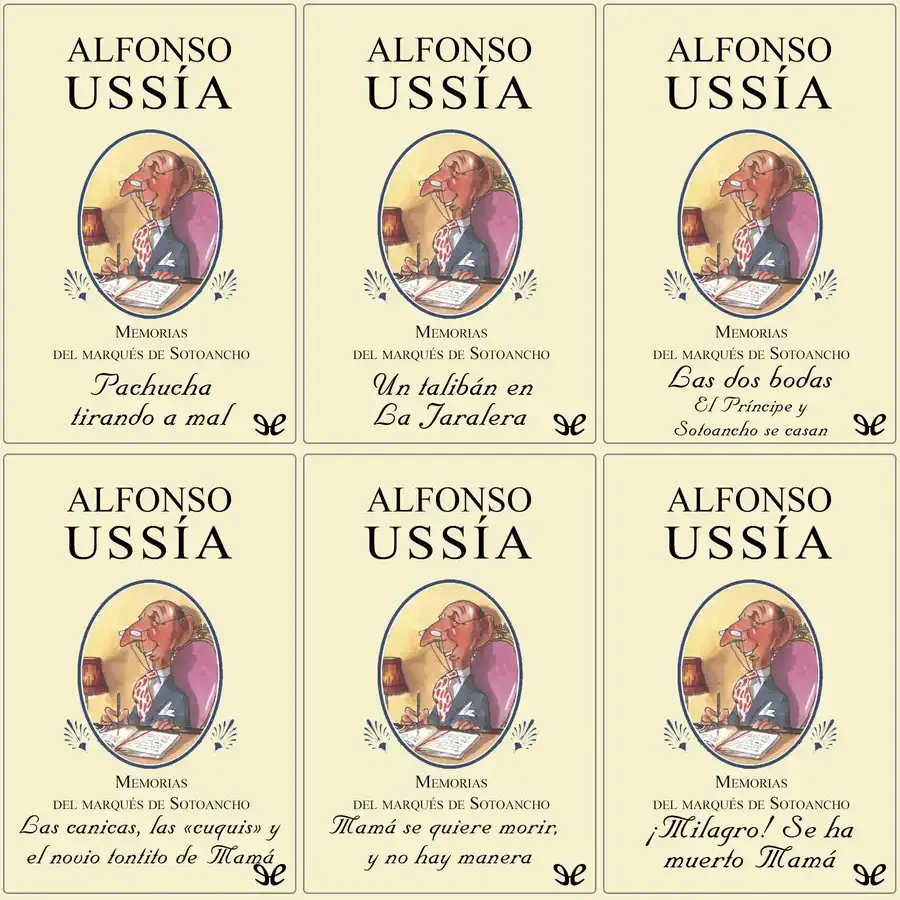 ALFONSO
USSÍA
MEMORIAS
DEL MARQUÉS DE SOTOANCHO
Pachucha
tirando a mal
ALFONSO
USSÍA
MEMORIAS
DEL MARQUÉS DE SOTOANCHO
Un talibán en
La Jaralera
ALFONSO
USSÍA
MEMORIAS
DEL MARQUÉS DE SOTOANCHO
Las dos bodas
El Príncipe y
Sotoancho se casan
ALFONSO
USSÍA
MEMORIAS
DEL MARQUÉS DE SOTOANCHO
Las canicas, las «cuquis» y
el novio tontito de Mamá
ALFONSO
USSÍA
MEMORIAS
DEL MARQUÉS DE SOTOANCHO
Mamá se quiere morir,
y no hay manera
ALFONSO
USSÍA
MEMORIAS
DEL MARQUÉS DE SOTOANCHO
¡Milagro! Se ha
muerto Mamá